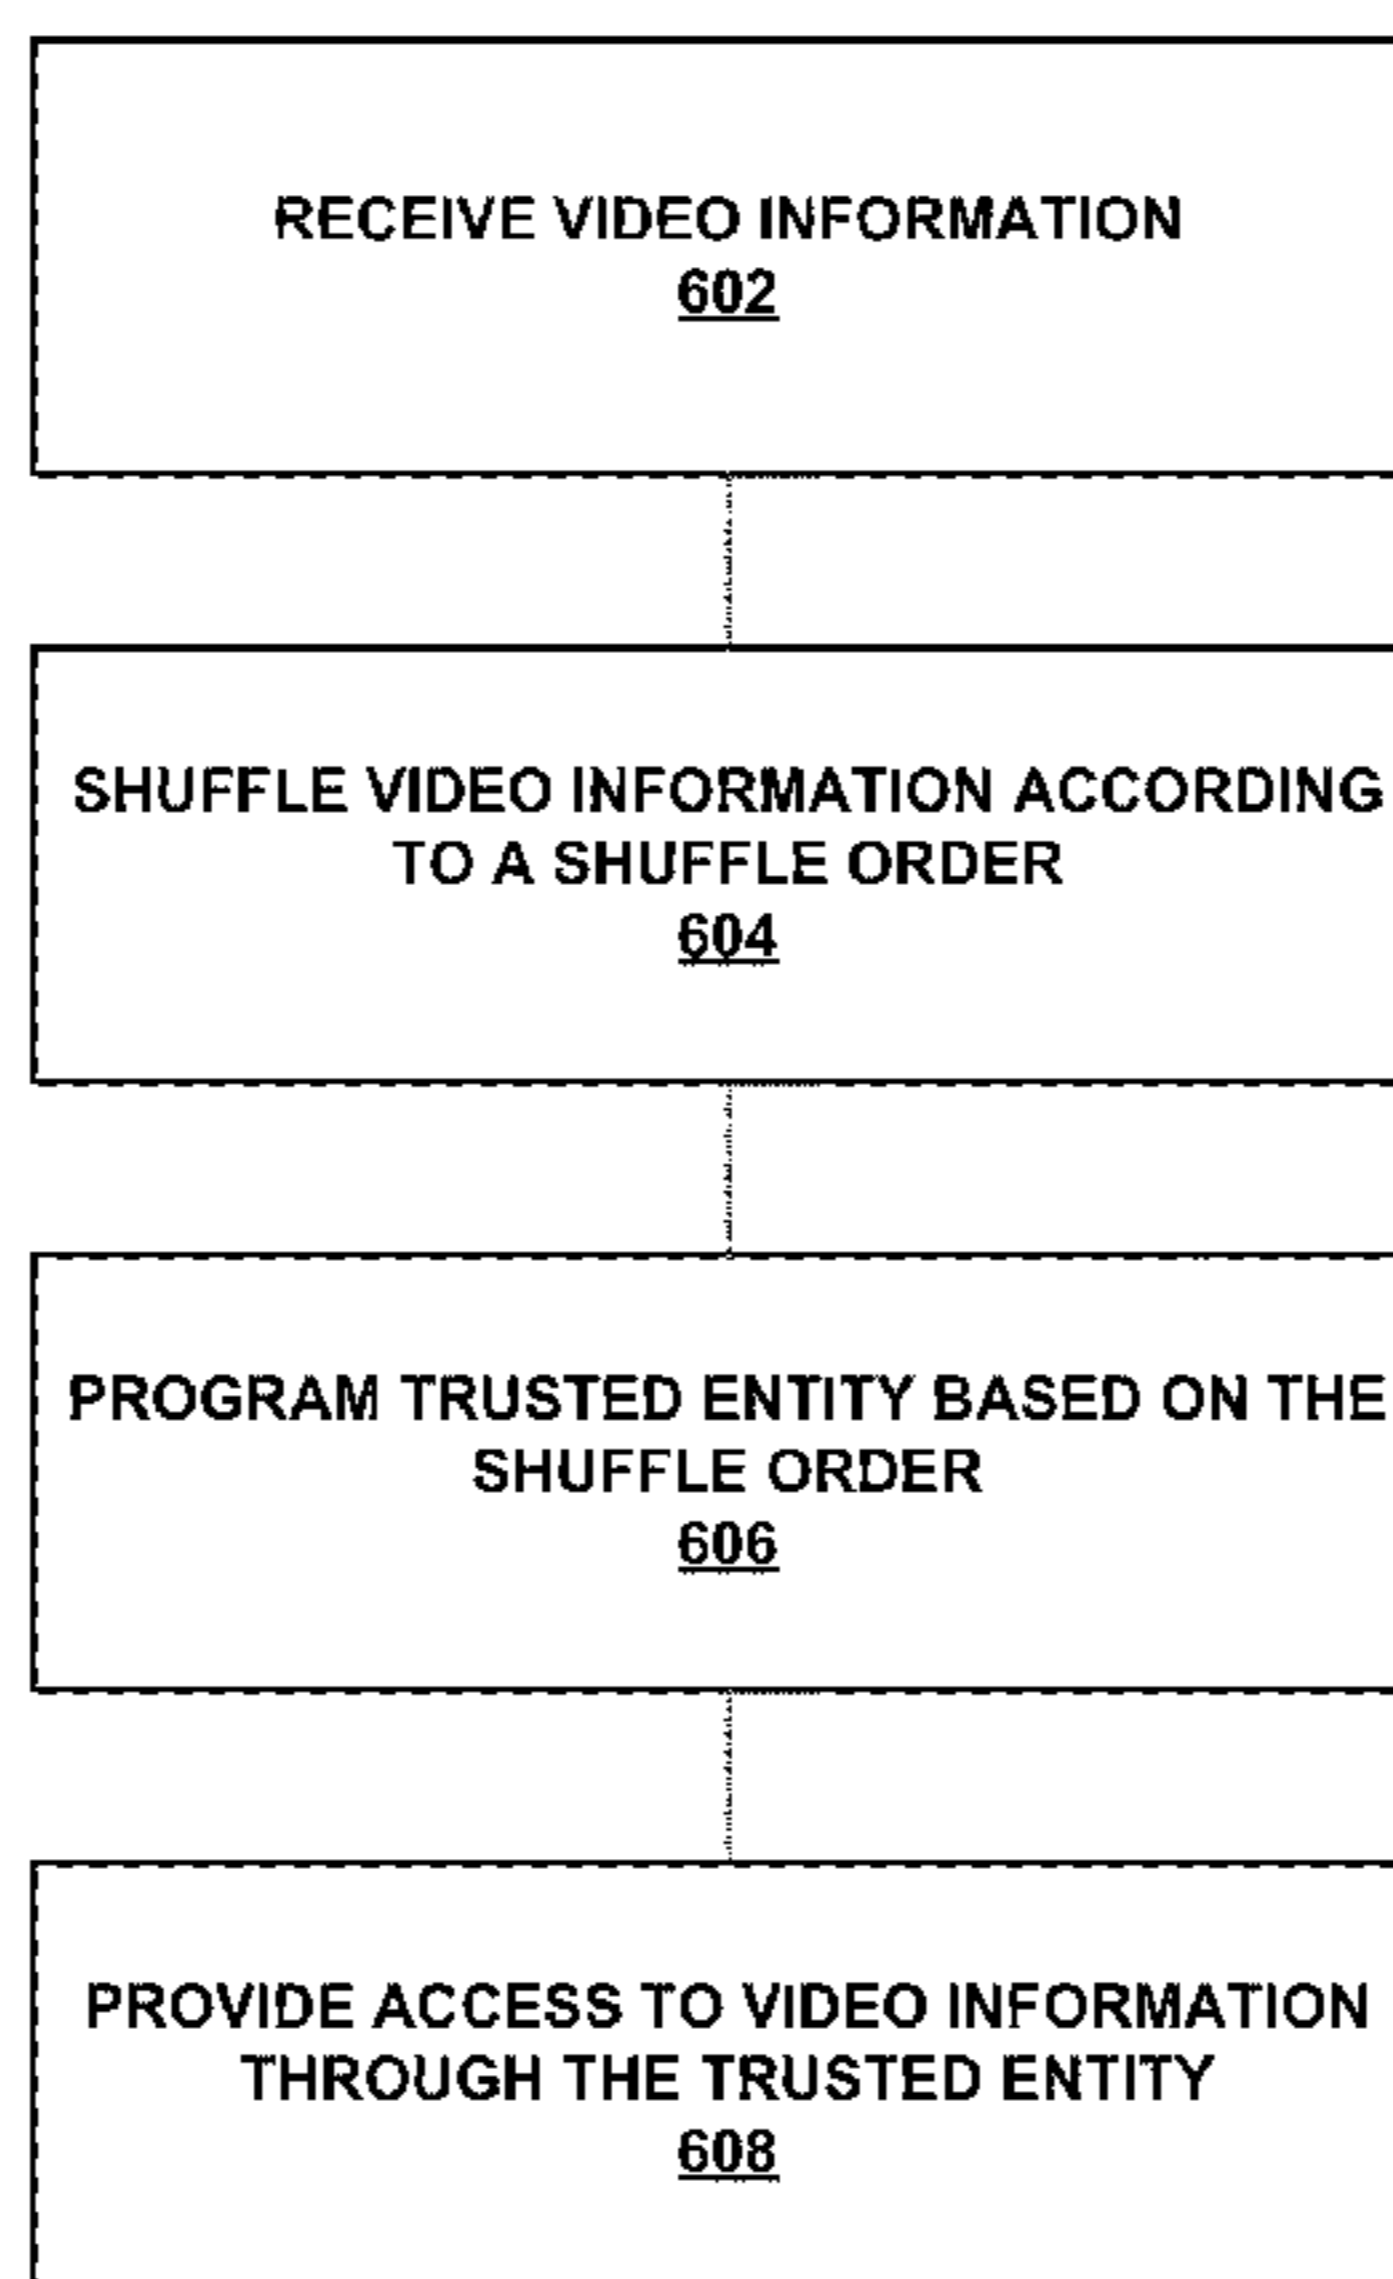 RECEIVE VIDEO INFORMATION
602
SHUFFLE VIDEO INFORMATION ACCORDING
TO A SHUFFLE ORDER
604
PROGRAM TRUSTED ENTITY BASED ON THE
SHUFFLE ORDER
606
PROVIDE ACCESS TO VIDEO INFORMATION
THROUGH THE TRUSTED ENTITY
608